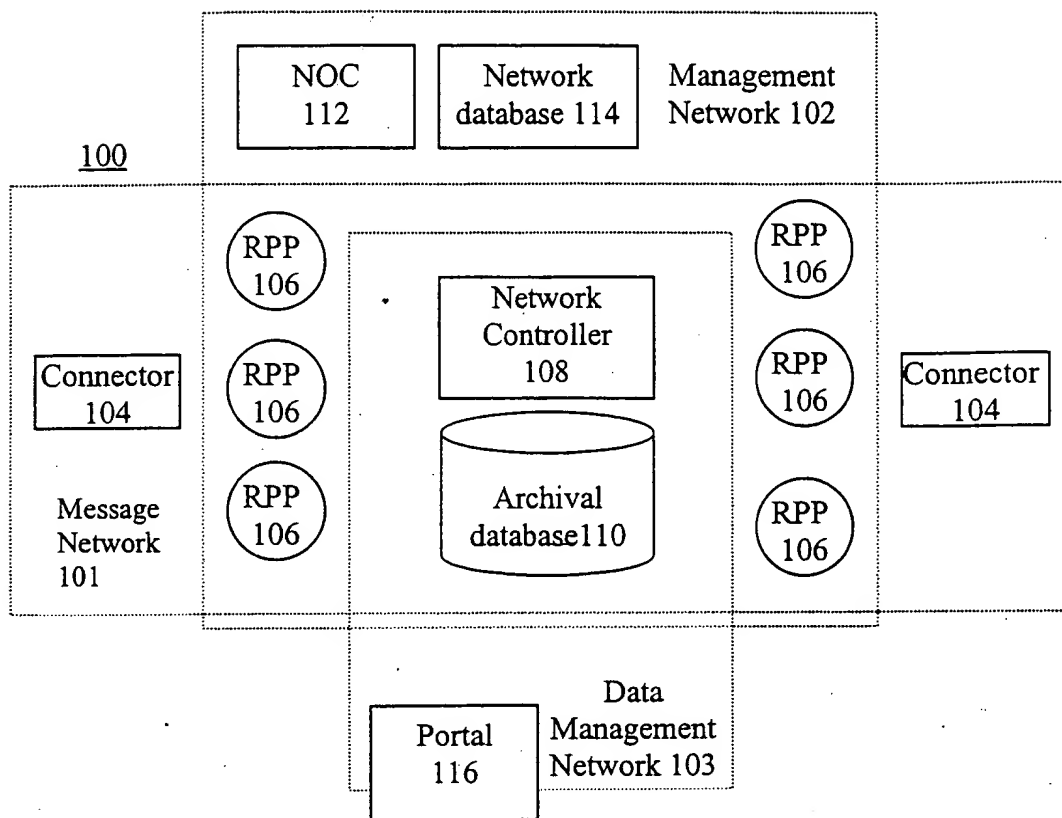 NOC
112
Network
database 114
Management
Network 102
100
RPP
106
RPP
106
Network
Controller
108
Connector
104
RPP
106
RPP
106
Connector
104
Message
Network
101
RPP
106
Archival
database110
RPP
106
Portal
116
Data
Management
Network 103